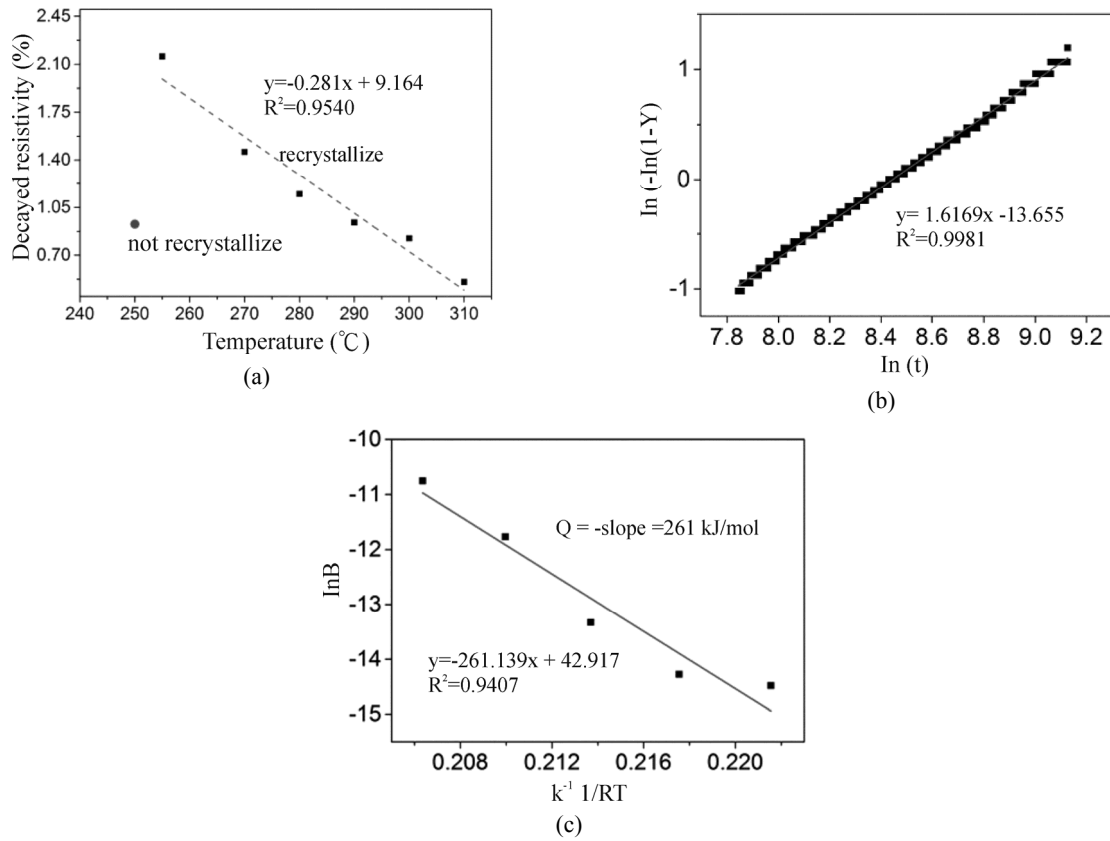 Decayed resistivity (%)
2.45
2.10
1.75
1.40
1.05
0.70
y=-0.281x + 9.164
R²=0.9540
recrystallize
not recrystallize
240 250 260 270 280 290 300 310
Temperature (℃)
(a)
In (-In(1-Y)
1
0
-1
y= 1.6169x -13.655
R²=0.9981
7.8 8.0 8.2 8.4 8.6 8.8 9.0 9.2
In (t)
(b)
InB
-10
-11
-12
-13
-14
-15
Q = -slope =261 kJ/mol
y=-261.139x + 42.917
R²=0.9407
0.208 0.212 0.216 0.220
k⁻¹ 1/RT
(c)